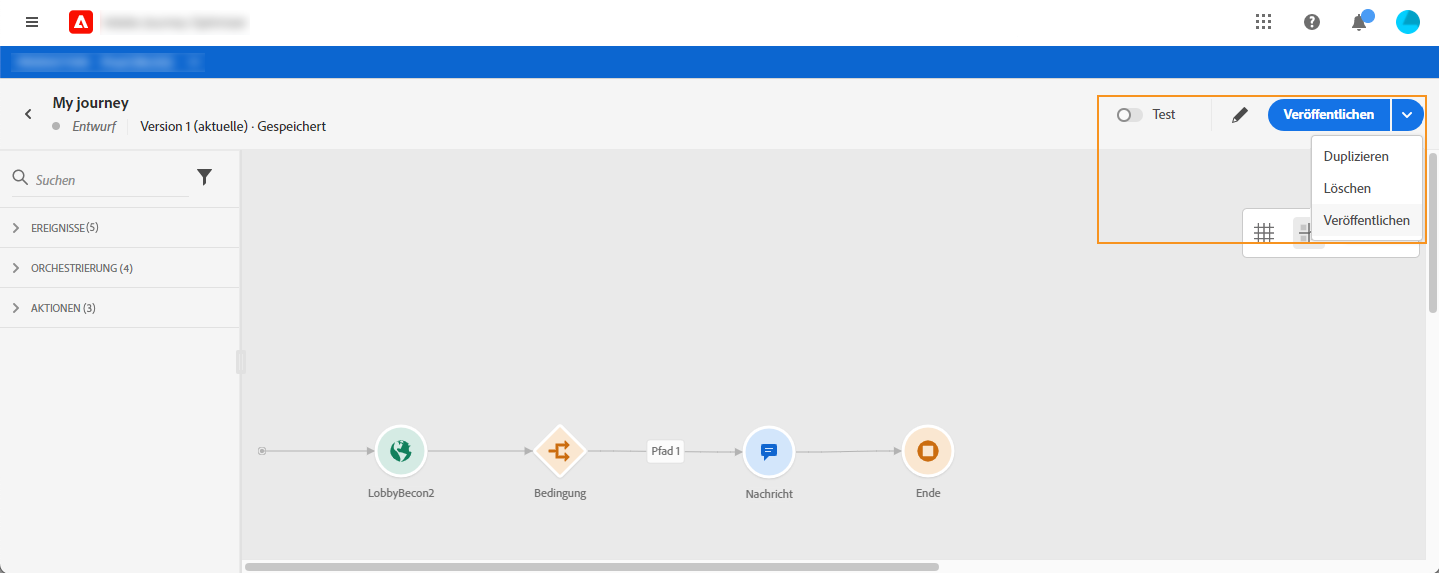 My journey
Entwurf
Version 1 (aktuelle) · Gespeichert
Test
Veröffentlichen
Duplizieren
Löschen
Veröffentlichen
Suchen
EREIGNISSE(5)
ORCHESTRIERUNG (4)
AKTIONEN (3)
Pfad 1
LobbyBecon2
Bedingung
Nachricht
Ende